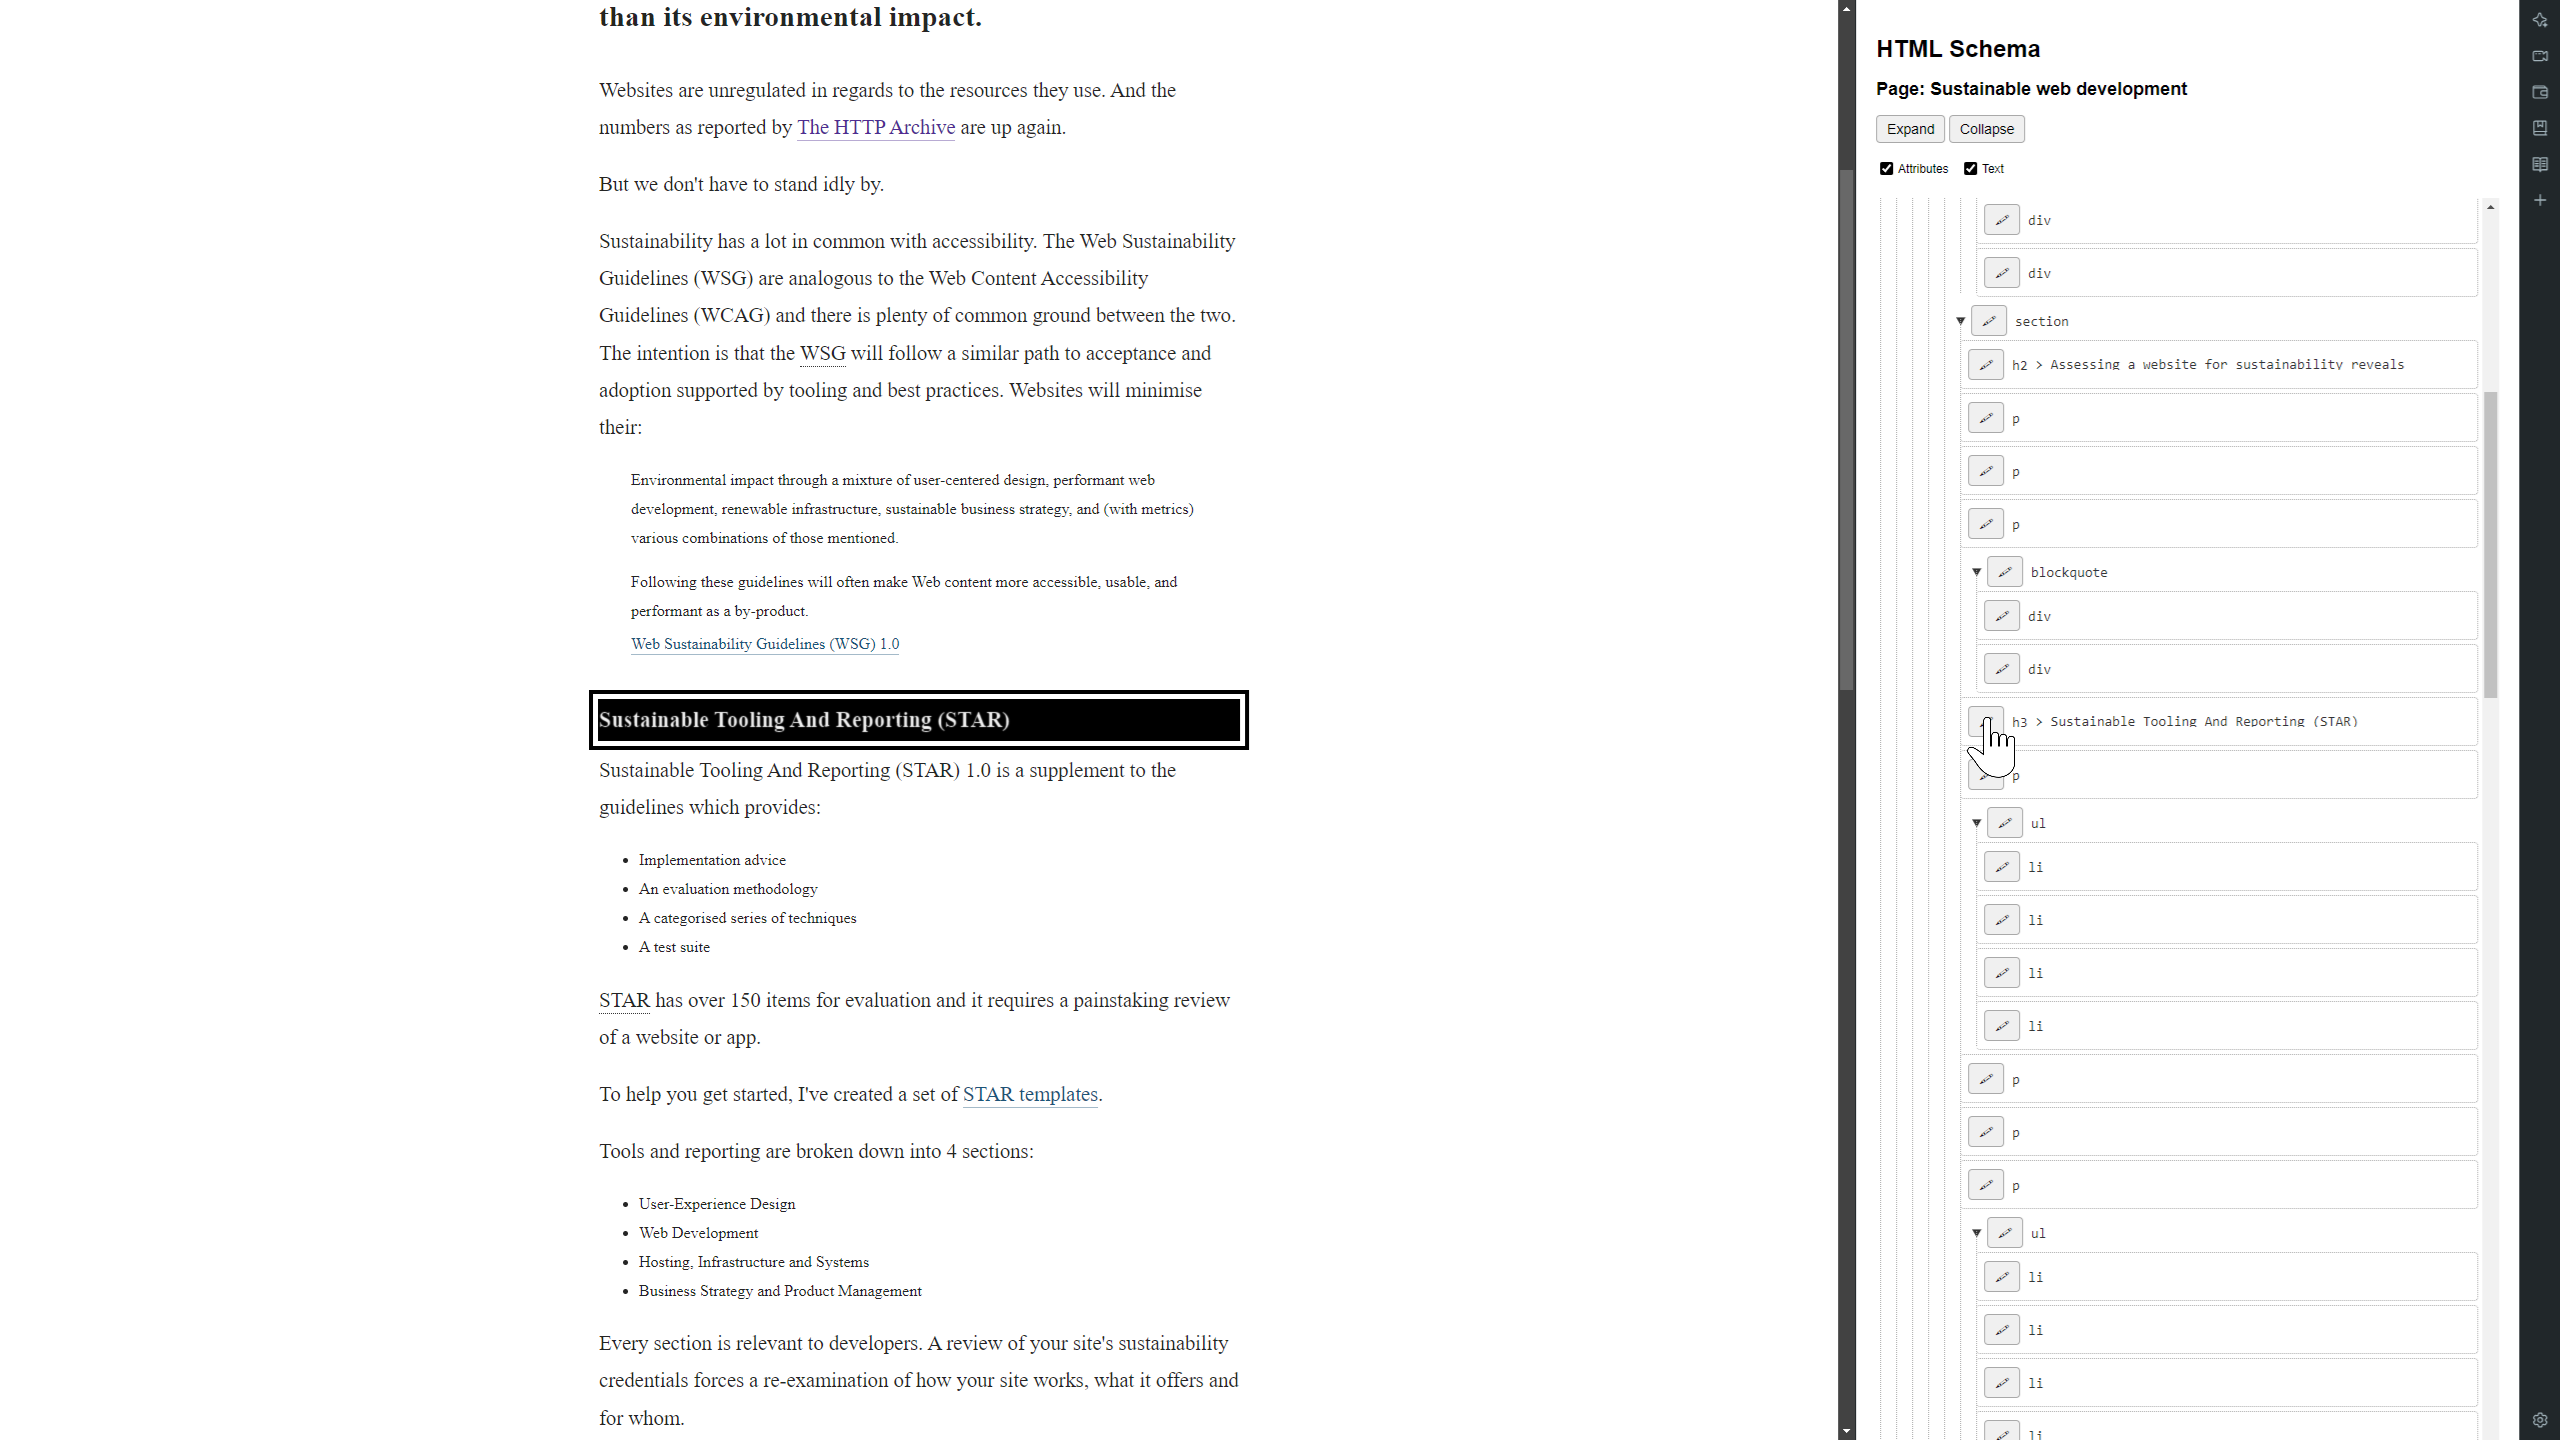 than its environmental impact.
Websites are unregulated in regards to the resources they use. And the
numbers as reported by The HTTP Archive are up again.
But we don't have to stand idly by.
Sustainability has a lot in common with accessibility. The Web Sustainability
Guidelines (WSG) are analogous to the Web Content Accessibility
Guidelines (WCAG) and there is plenty of common ground between the two.
The intention is that the WSG will follow a similar path to acceptance and
adoption supported by tooling and best practices. Websites will minimise
their:
Environmental impact through a mixture of user-centered design, performant web
development, renewable infrastructure, sustainable business strategy, and (with metrics)
various combinations of those mentioned.
Following these guidelines will often make Web content more accessible, usable, and
performant as a by-product.
Web Sustainability Guidelines (WSG) 1.0
Sustainable Tooling And Reporting (STAR)
Sustainable Tooling And Reporting (STAR) 1.0 is a supplement to the
guidelines which provides:
Implementation advice
An evaluation methodology
A categorised series of techniques
A test suite
STAR has over 150 items for evaluation and it requires a painstaking review
of a website or app.
To help you get started, I've created a set of STAR templates.
Tools and reporting are broken down into 4 sections:
User-Experience Design
Web Development
Hosting, Infrastructure and Systems
Business Strategy and Product Management
Every section is relevant to developers. A review of your site's sustainability
credentials forces a re-examination of how your site works, what it offers and
for whom.
HTML Schema
Page: Sustainable web development
Expand Collapse
Attributes Text
div
div
section
h2 > Assessing a website for sustainability reveals
p
p
p
blockquote
div
div
h3 > Sustainable Tooling And Reporting (STAR)
p
ul
li
li
li
li
p
p
p
ul
li
li
li
li